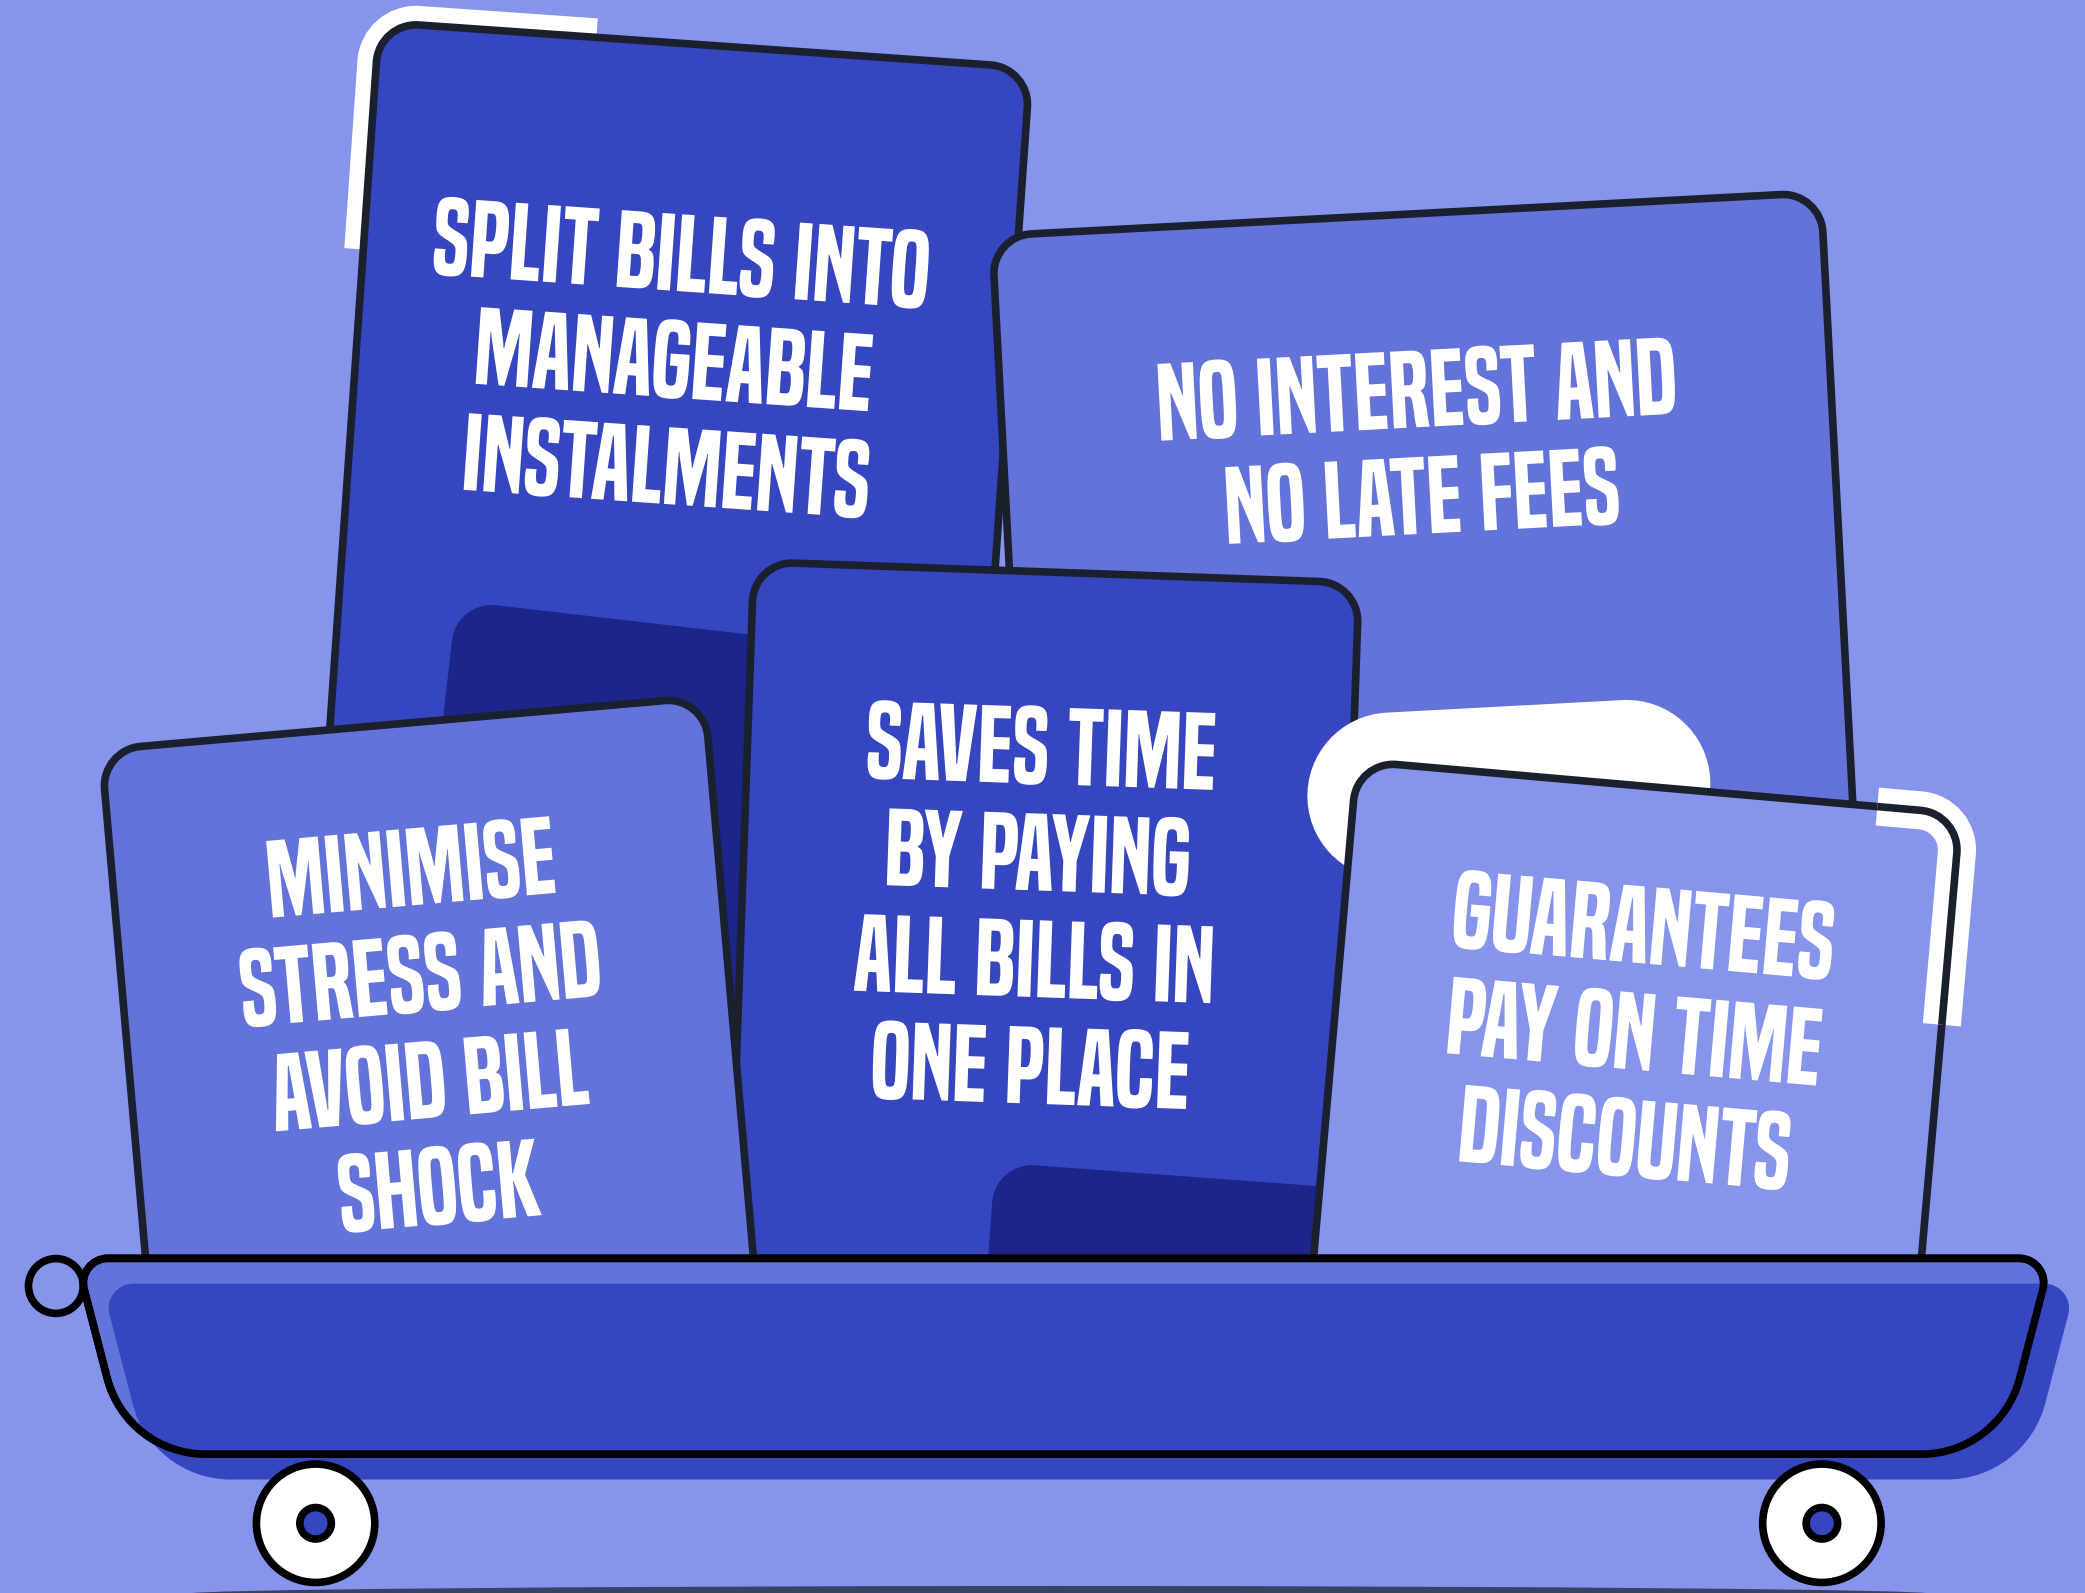 SPLIT BILLS INTO
MANAGEABLE
INSTALMENTS
NO INTEREST AND
NO LATE FEES
MINIMISE
STRESS AND
AVOID BILL
SHOCK
SAVES TIME
BY PAYING
ALL BILLS IN
ONE PLACE
GUARANTEES
PAY ON TIME
DISCOUNTS